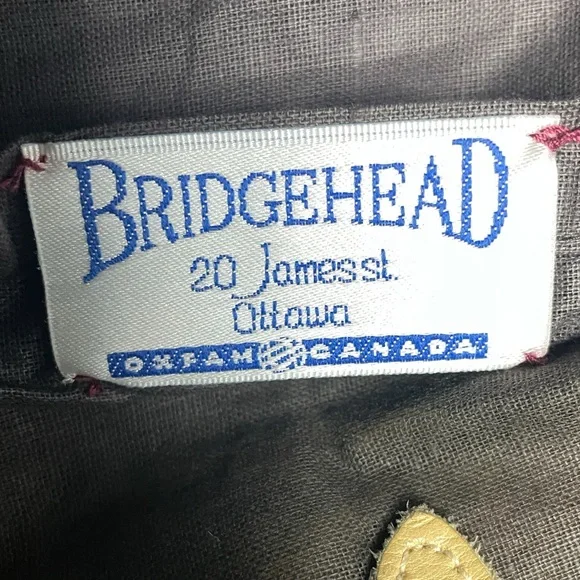 BRIDGEHEAD
20 James st.
Ottawa
OXFAM CANADA